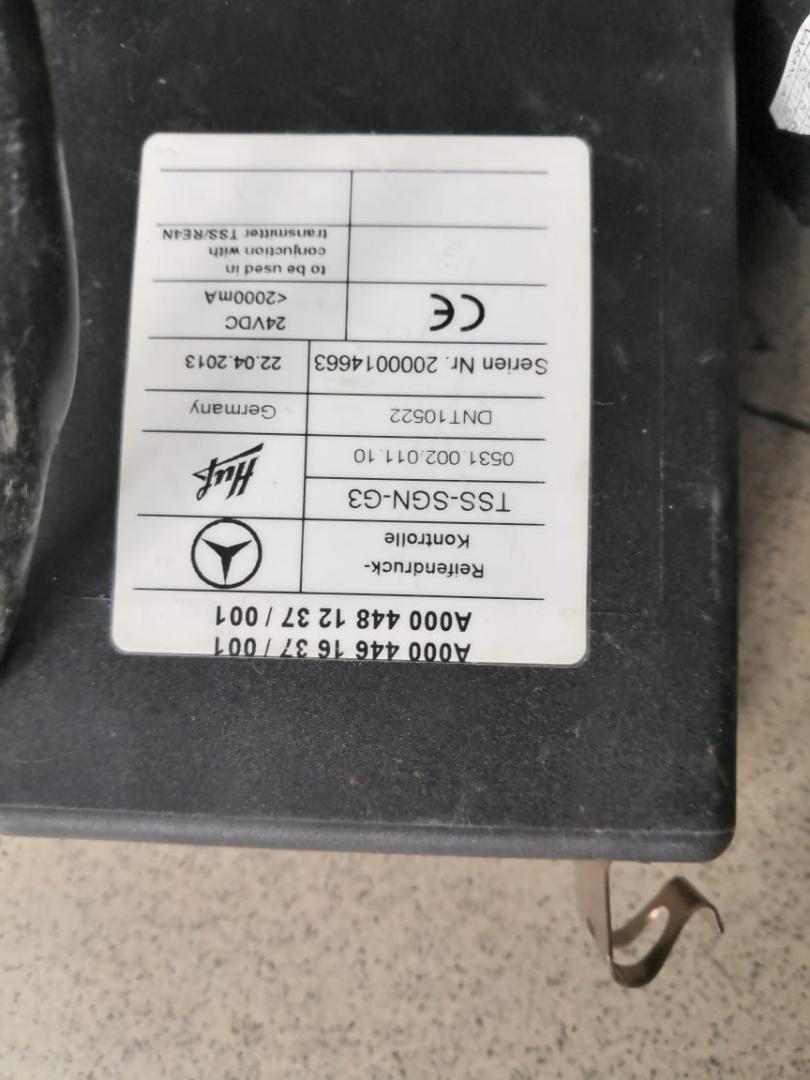 A000 446 16 37 / 001
A000 448 12 37 / 001
Reifendruck-
Kontrolle
TSS-SGN-G3
0531.002.011.10
Huf
DNT10522
Germany
Serien Nr. 2000014663
22.04.2013
CE
24VDC
<2000mA
to be used in
conjuction with
transmitter TSS/RE4N